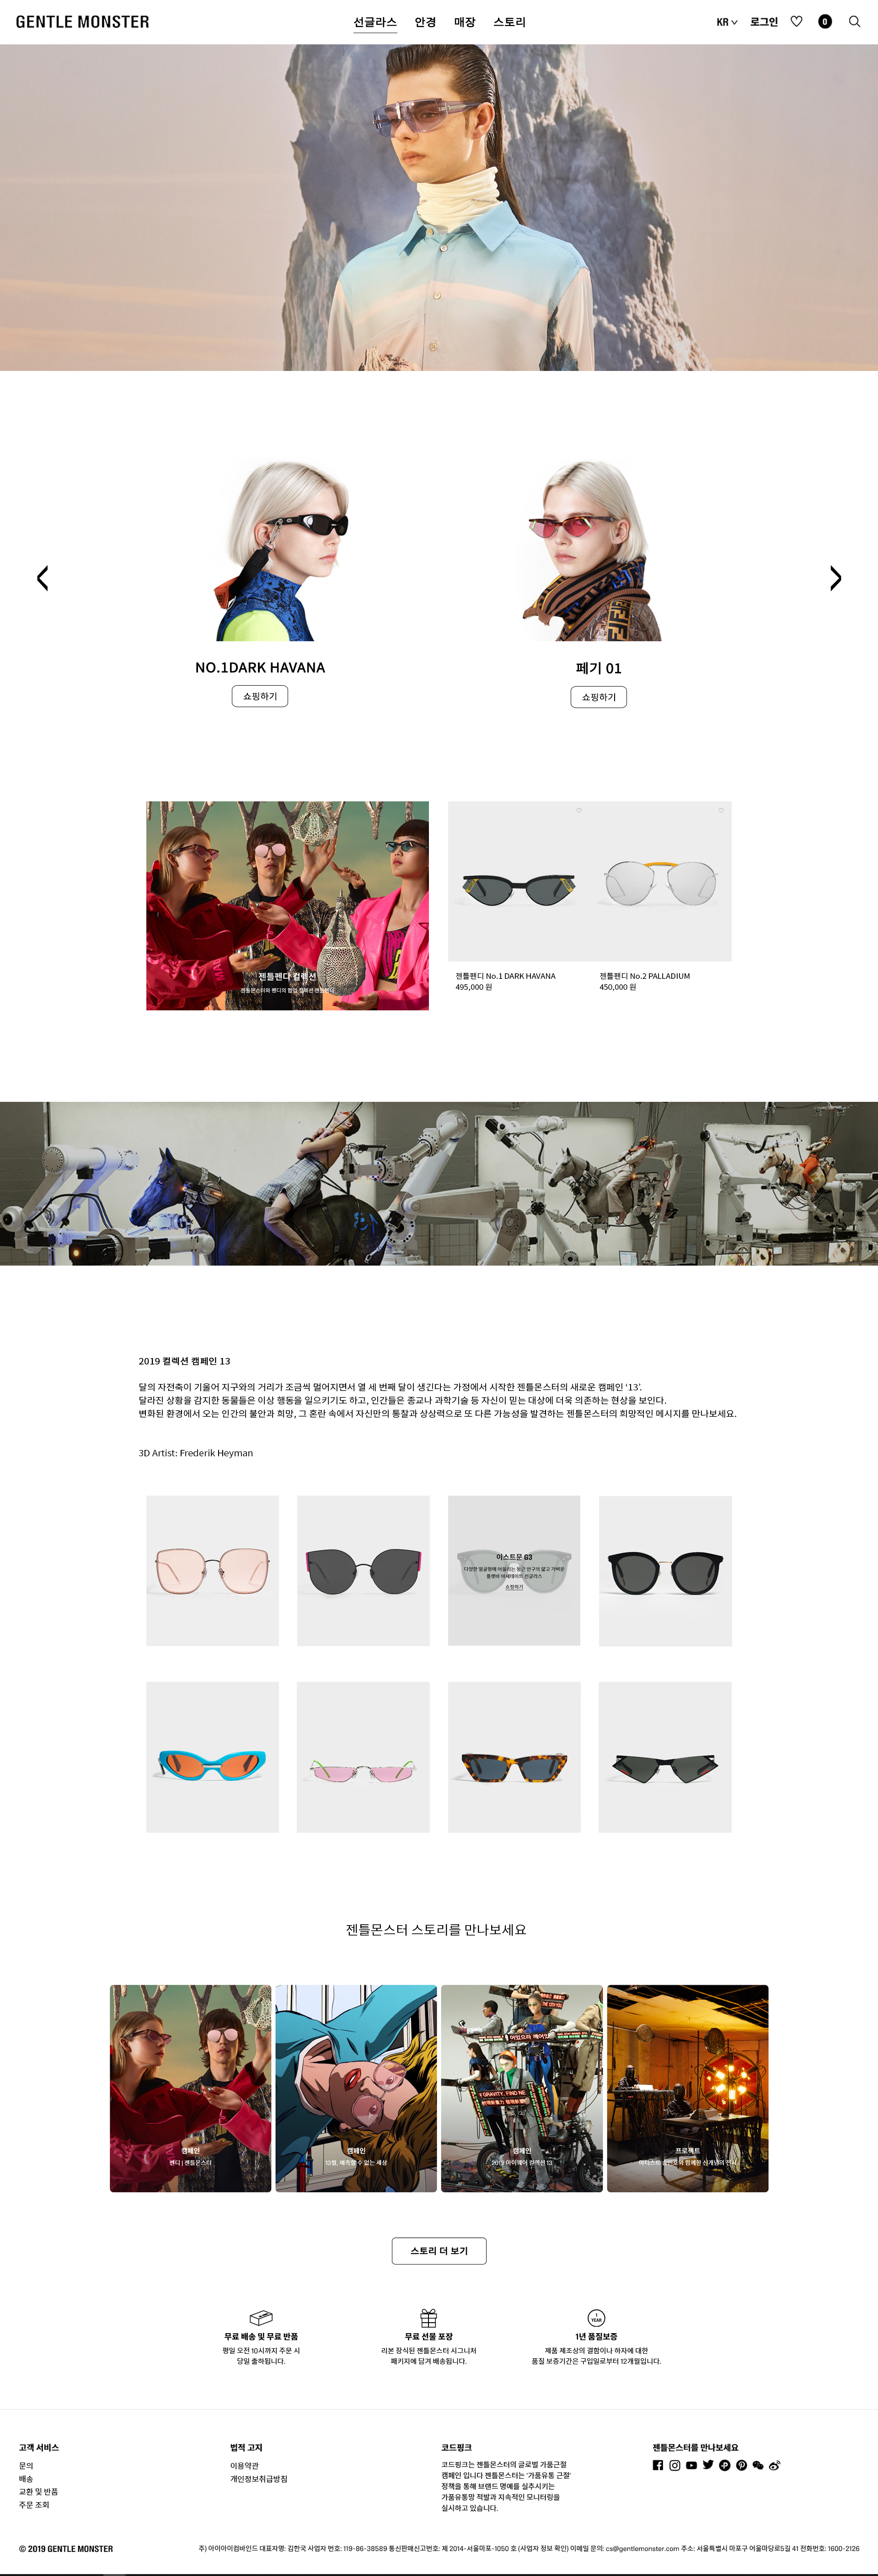 GENTLE MONSTER
선글라스 안경 매장 스토리
KR 로그인 0
NO.1DARK HAVANA
쇼핑하기
페기 01
쇼핑하기
젠틀펜디 컬렉션
젠틀펜디 No.1 DARK HAVANA
495,000 원
젠틀펜디 No.2 PALLADIUM
450,000 원
2019 컬렉션 캠페인 13
달의 자전축이 기울어 지구와의 거리가 조금씩 멀어지면서 열 세 번째 달이 생긴다는 가정에서 시작한 젠틀몬스터의 새로운 캠페인 ‘13’.
달라진 상황을 감지한 동물들은 이상 행동을 일으키기도 하고, 인간들은 종교나 과학기술 등 자신이 믿는 대상에 더욱 의존하는 현상을 보인다.
변화된 환경에서 오는 인간의 불안과 희망, 그 혼란 속에서 자신만의 통찰과 상상력으로 또 다른 가능성을 발견하는 젠틀몬스터의 희망적인 메시지를 만나보세요.
3D Artist: Frederik Heyman
이스트문 G3
쇼핑하기
젠틀몬스터 스토리를 만나보세요
캠페인
펜디 | 젠틀몬스터
캠페인
13월, 예측할 수 없는 세상
캠페인
2019 아이웨어 컬렉션 13
프로젝트
스토리 더 보기
무료 배송 및 무료 반품
평일 오전 10시까지 주문 시
당일 출하됩니다.
무료 선물 포장
리본 장식된 젠틀몬스터 시그니처
패키지에 담겨 배송됩니다.
1
YEAR
1년 품질보증
제품 제조상의 결함이나 하자에 대한
품질 보증기간은 구입일로부터 12개월입니다.
고객 서비스
문의
배송
교환 및 반품
주문 조회
법적 고지
이용약관
개인정보취급방침
코드핑크
코드핑크는 젠틀몬스터의 글로벌 가품근절
캠페인 입니다 젠틀몬스터는 ‘가품유통 근절’
정책을 통해 브랜드 명예를 실추시키는
가품유통망 적발과 지속적인 모니터링을
실시하고 있습니다.
젠틀몬스터를 만나보세요
© 2019 GENTLE MONSTER
주) 아이아이컴바인드 대표자명: 김한국 사업자 번호: 119-86-38589 통신판매신고번호: 제 2014-서울마포-1050 호 (사업자 정보 확인) 이메일 문의: cs@gentlemonster.com 주소: 서울특별시 마포구 어울마당로5길 41 전화번호: 1600-2126